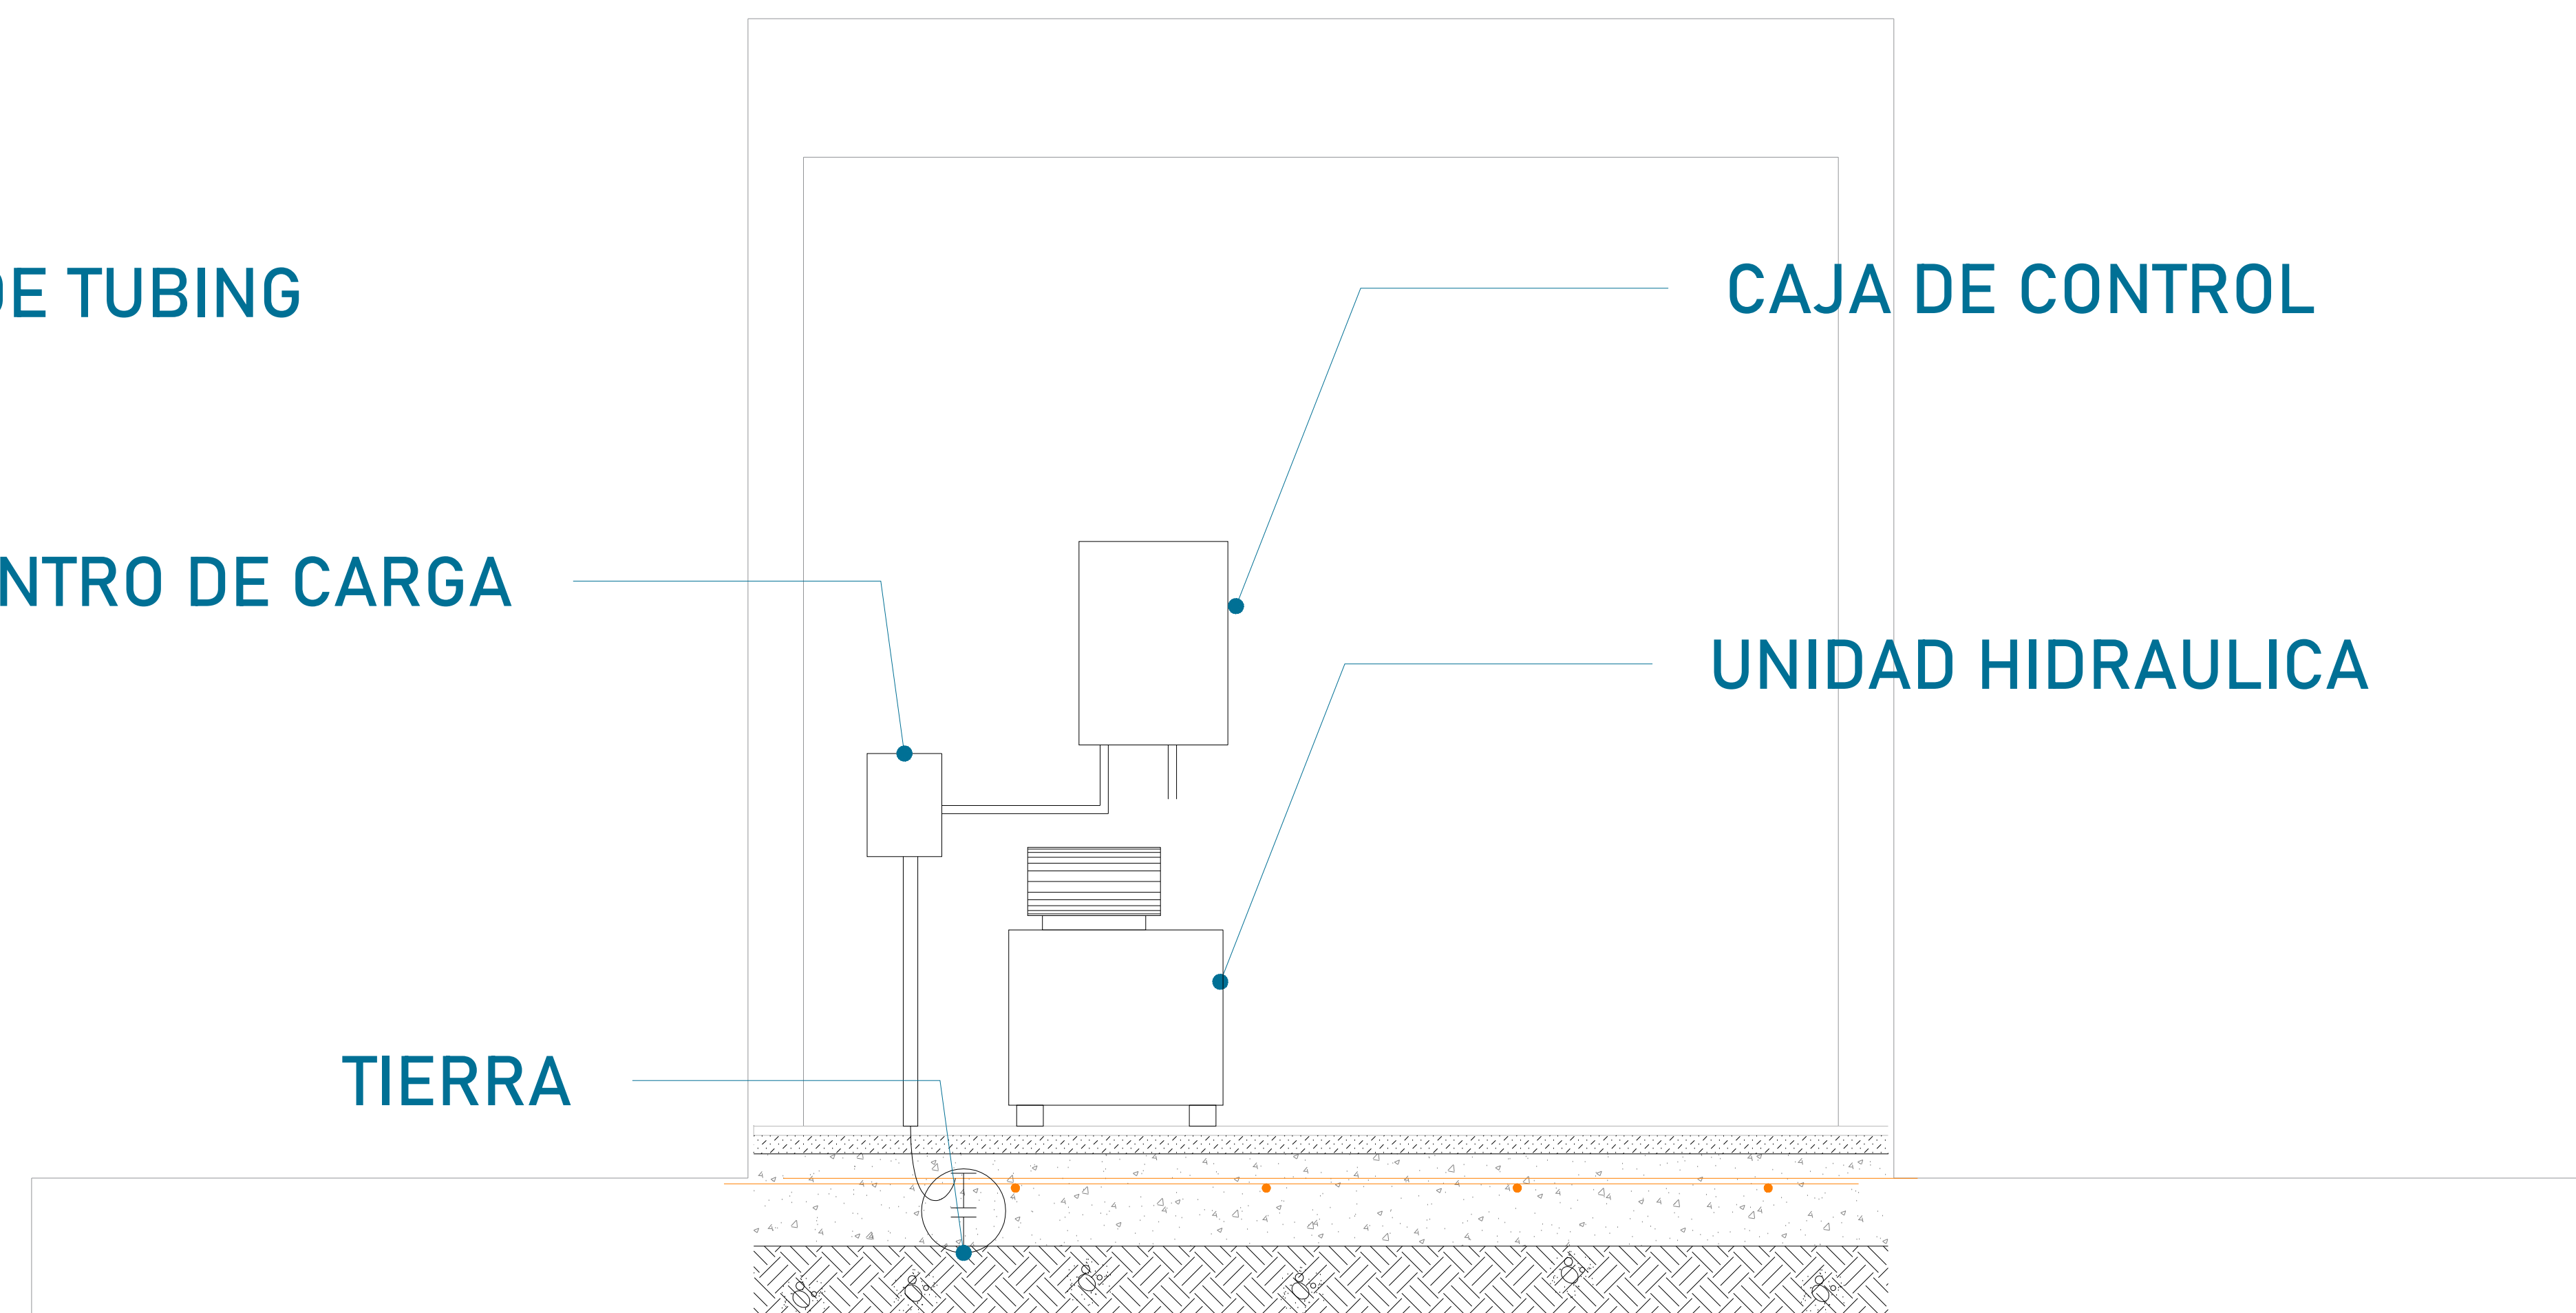 DE TUBING
CAJA DE CONTROL
NTRO DE CARGA
UNIDAD HIDRAULICA
TIERRA